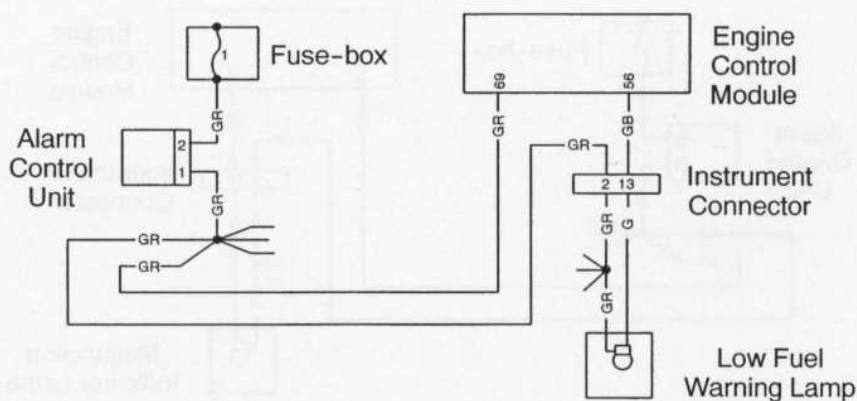 1
Fuse-box
Engine
Control
Module
69
56
GR
GR
GB
Alarm
Control
Unit
2
1
GR
GR
2 13
Instrument
Connector
GR
GR
GR
G
GR
Low Fuel
Warning Lamp